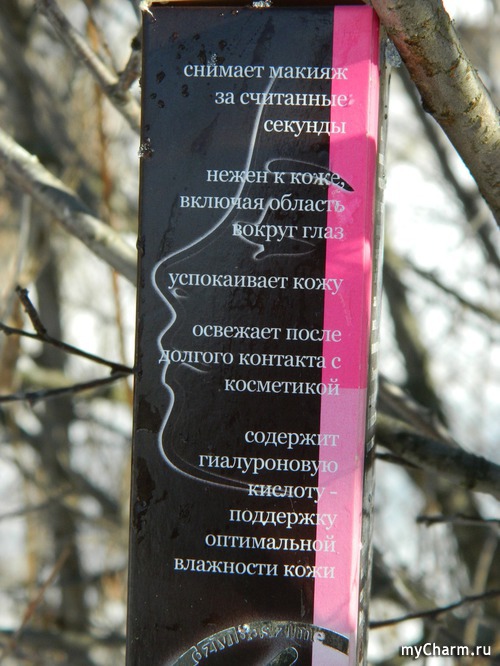 снимает макияж
за считанные
секунды
нежен к коже,
включая область
вокруг глаз
успокаивает кожу
освежает после
долгого контакта с
косметикой
содержит
гиалуроновую
кислоту -
поддержку
оптимальной
влажности кожи
myCharm.ru